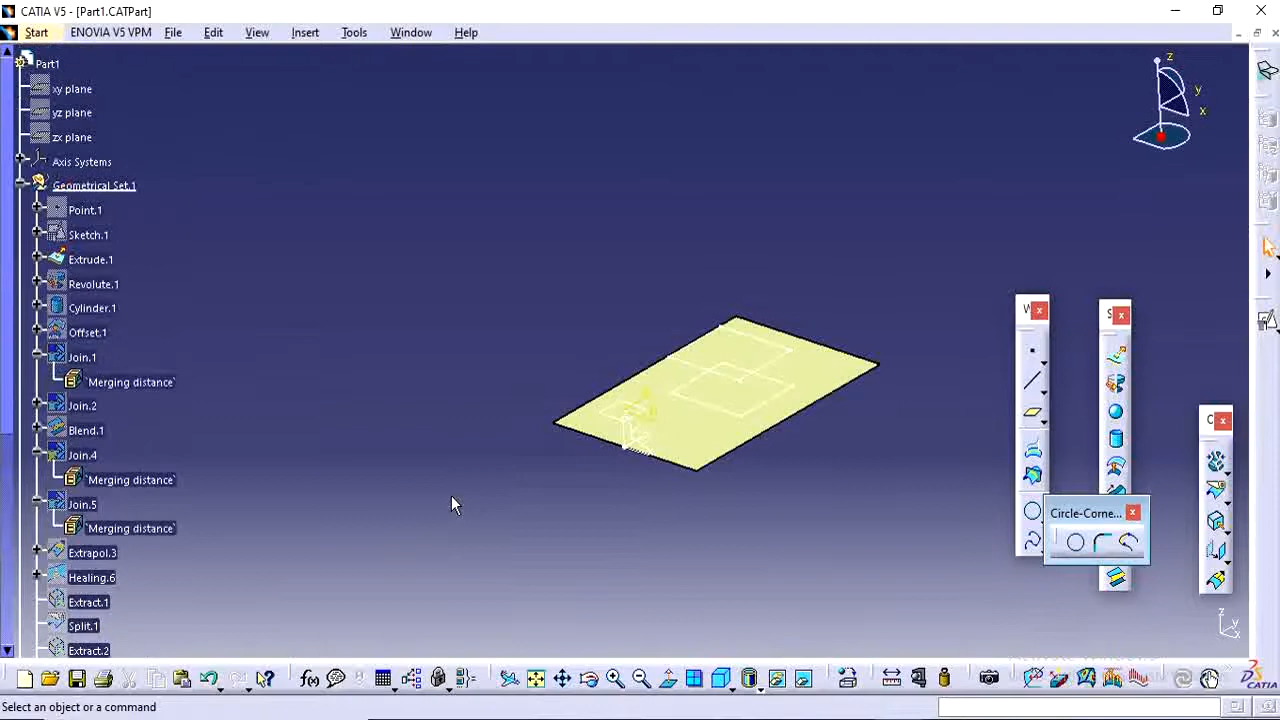 CATIA V5 - [Part1.CATPart]
Start ENOVIA V5 VPM File Edit View Insert Tools Window Help
Part1
xy plane
yz plane
zx plane
Axis Systems
Geometrical Set.1
Point.1
Sketch.1
Extrude.1
Revolute.1
Cylinder.1
Offset.1
Join.1
`Merging distance`
Join.2
Blend.1
Join.4
`Merging distance`
Join.5
`Merging distance`
Extrapol.3
Healing.6
Extract.1
Split.1
Extract.2
z
y
x
W
S
Circle-Corne...
z
y
x
f(x)
CATIA
Select an object or a command